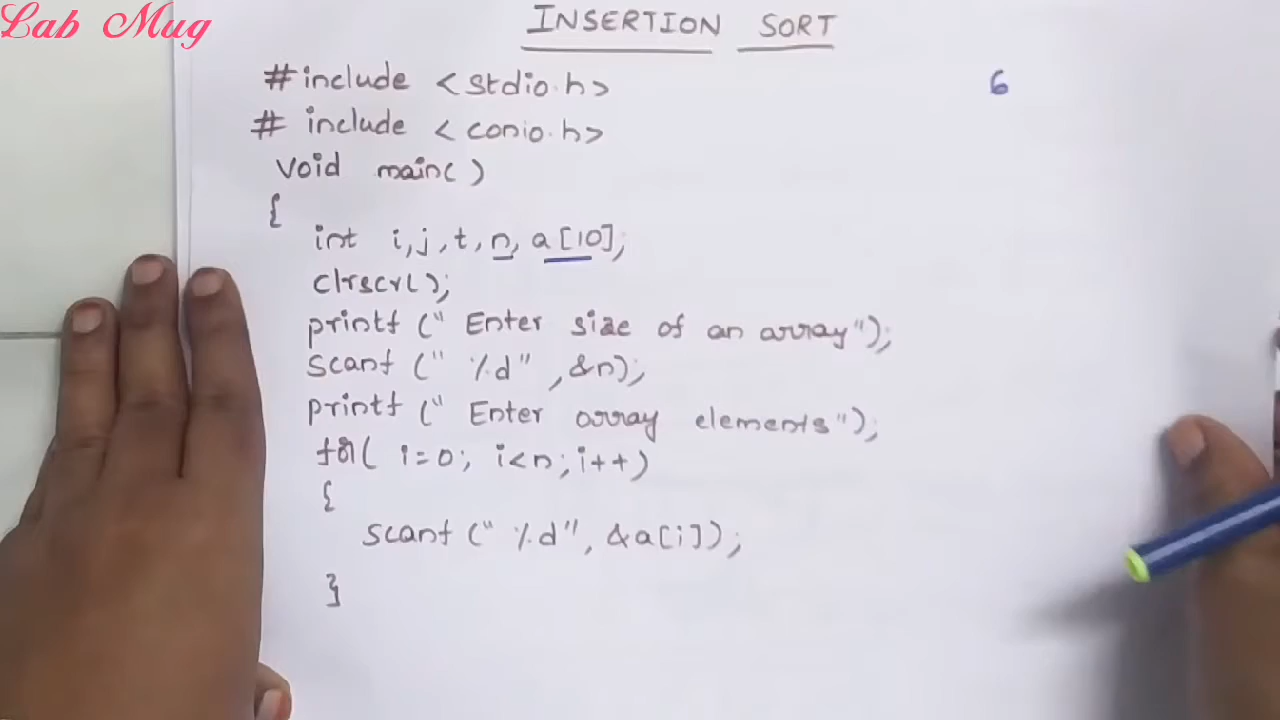 Lab Mug
INSERTION SORT
#include <stdio.h>
6
# include <conio.h>
void main()
{
int i,j,t,n,a[10];
clrscr();
printf (" Enter size of an array");
scanf (" %d" ,&n);
printf (" Enter array elements");
for( i=0; i<n;i++)
{
scanf (" %d", &a[i]);
}